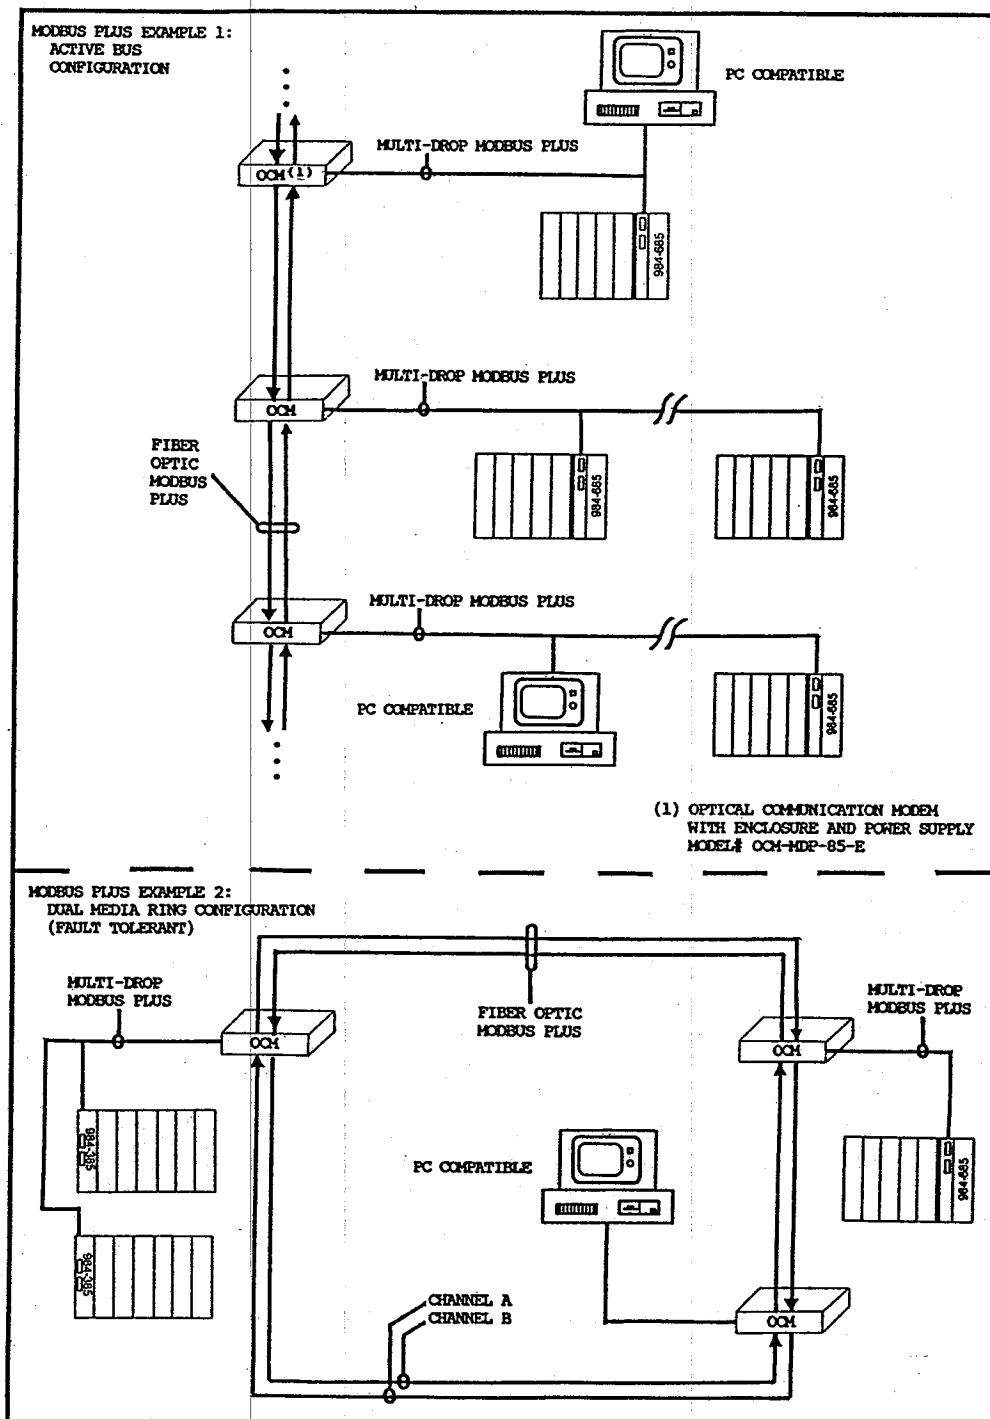 MODBUS PLUS EXAMPLE 1:
ACTIVE BUS
CONFIGURATION
PC COMPATIBLE
MULTI-DROP MODBUS PLUS
OCM(1)
984-685
MULTI-DROP MODBUS PLUS
OCM
FIBER
OPTIC
MODBUS
PLUS
984-685
984-685
MULTI-DROP MODBUS PLUS
OCM
PC COMPATIBLE
984-685
(1) OPTICAL COMMUNICATION MODEM
WITH ENCLOSURE AND POWER SUPPLY
MODEL# OCM-MDP-85-E
MODBUS PLUS EXAMPLE 2:
DUAL MEDIA RING CONFIGURATION
(FAULT TOLERANT)
MULTI-DROP
MODBUS PLUS
FIBER OPTIC
MODBUS PLUS
MULTI-DROP
MODBUS PLUS
OCM
OCM
984-385
PC COMPATIBLE
984-685
984-385
CHANNEL A
CHANNEL B
OCM